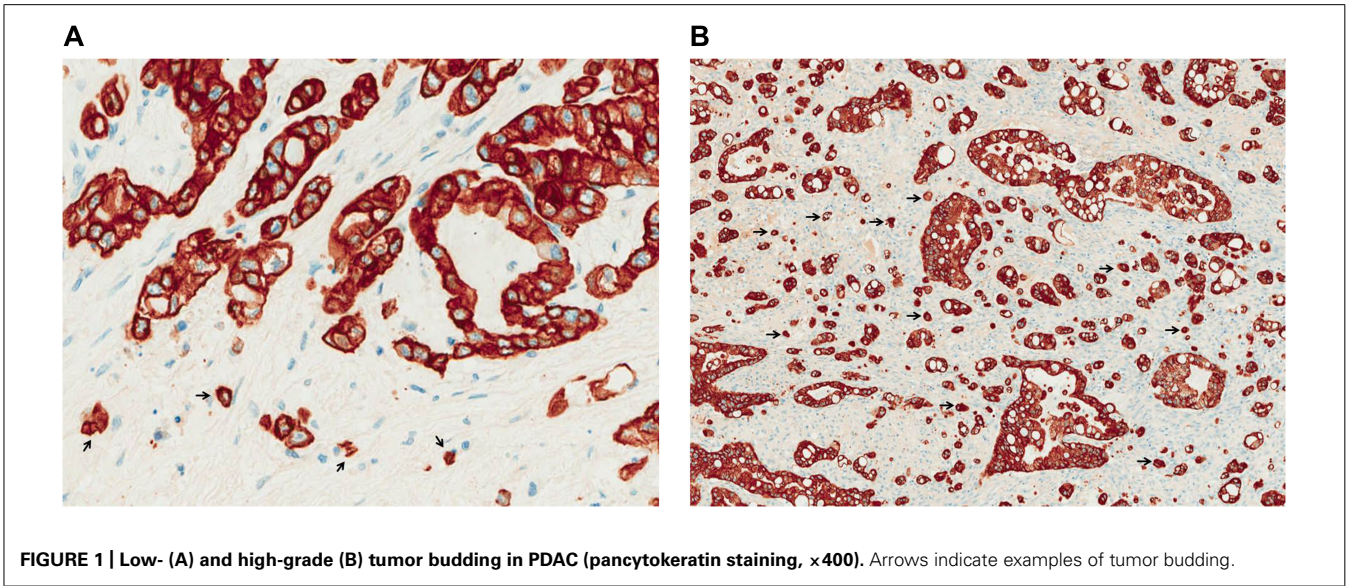 A
B
FIGURE 1 | Low- (A) and high-grade (B) tumor budding in PDAC (pancytokeratin staining, ×400). Arrows indicate examples of tumor budding.